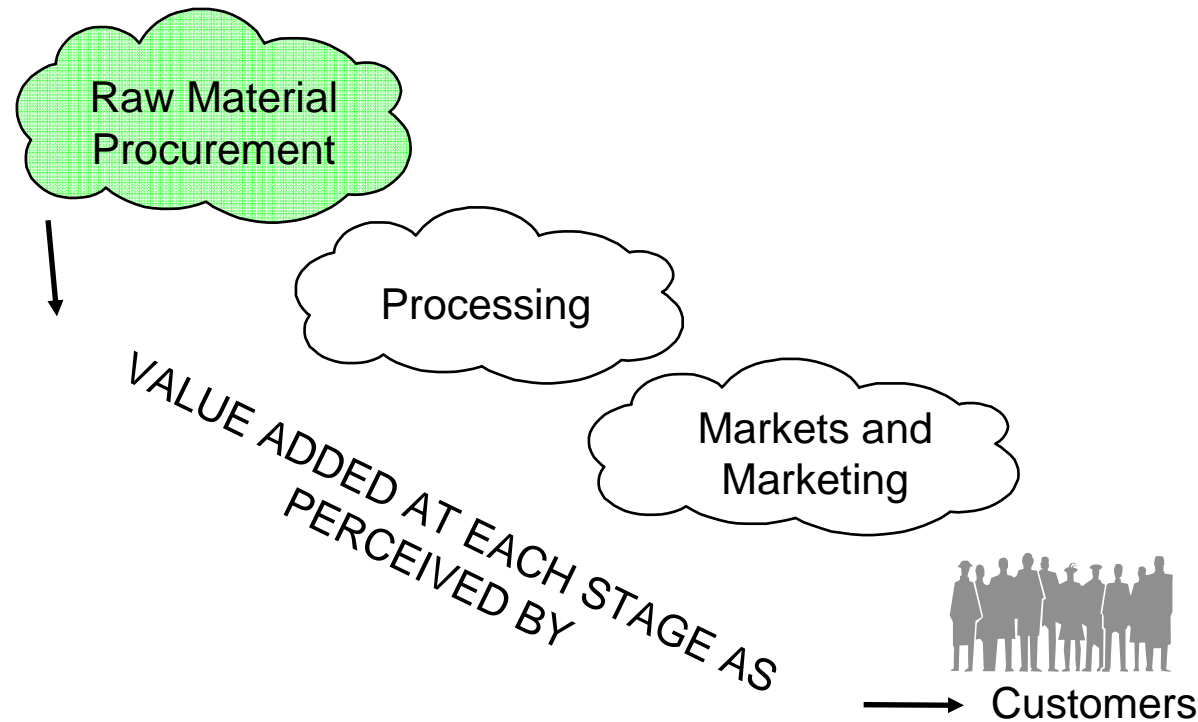 Raw Material
Procurement
Processing
Markets and
Marketing
VALUE ADDED AT EACH STAGE AS
PERCEIVED BY
Customers